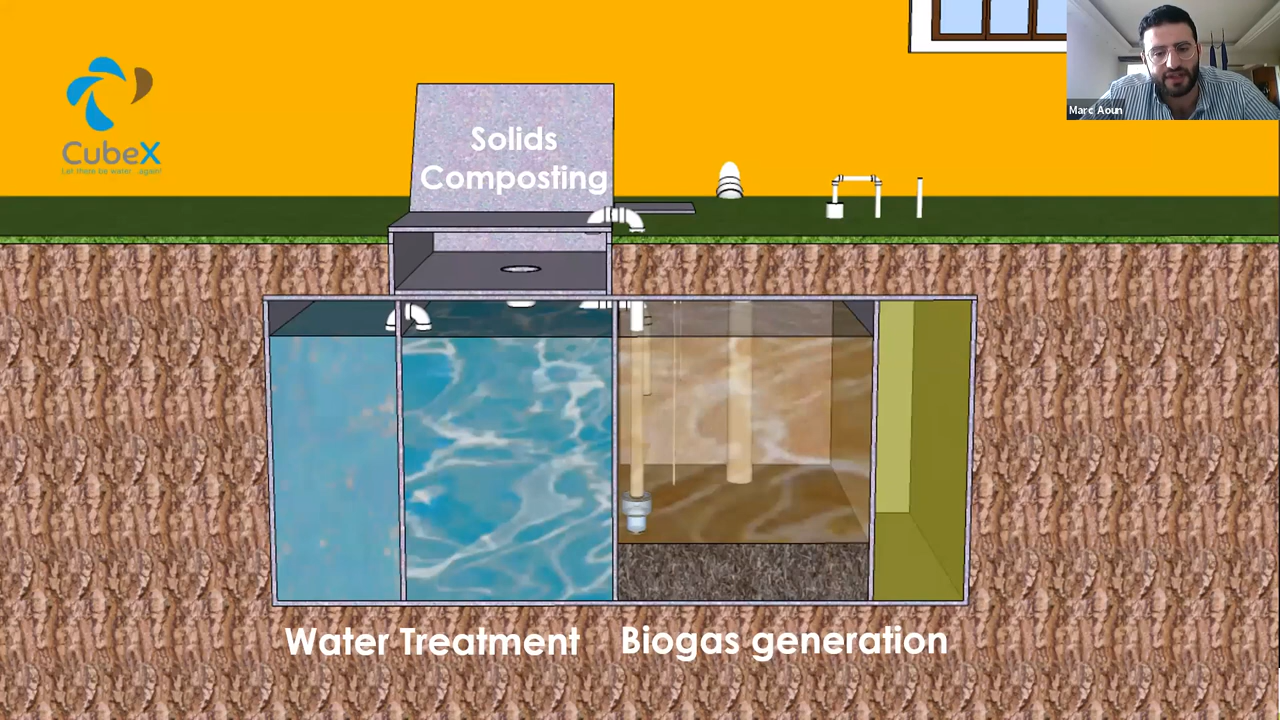 Marc Aoun
CubeX
Let there be water again!
Solids
Composting
Water Treatment
Biogas generation